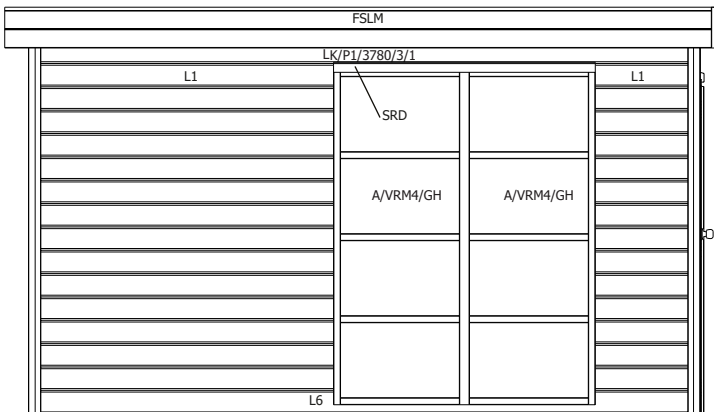 FSLM
LK/P1/3780/3/1
L1
L1
SRD
A/VRM4/GH
A/VRM4/GH
L6